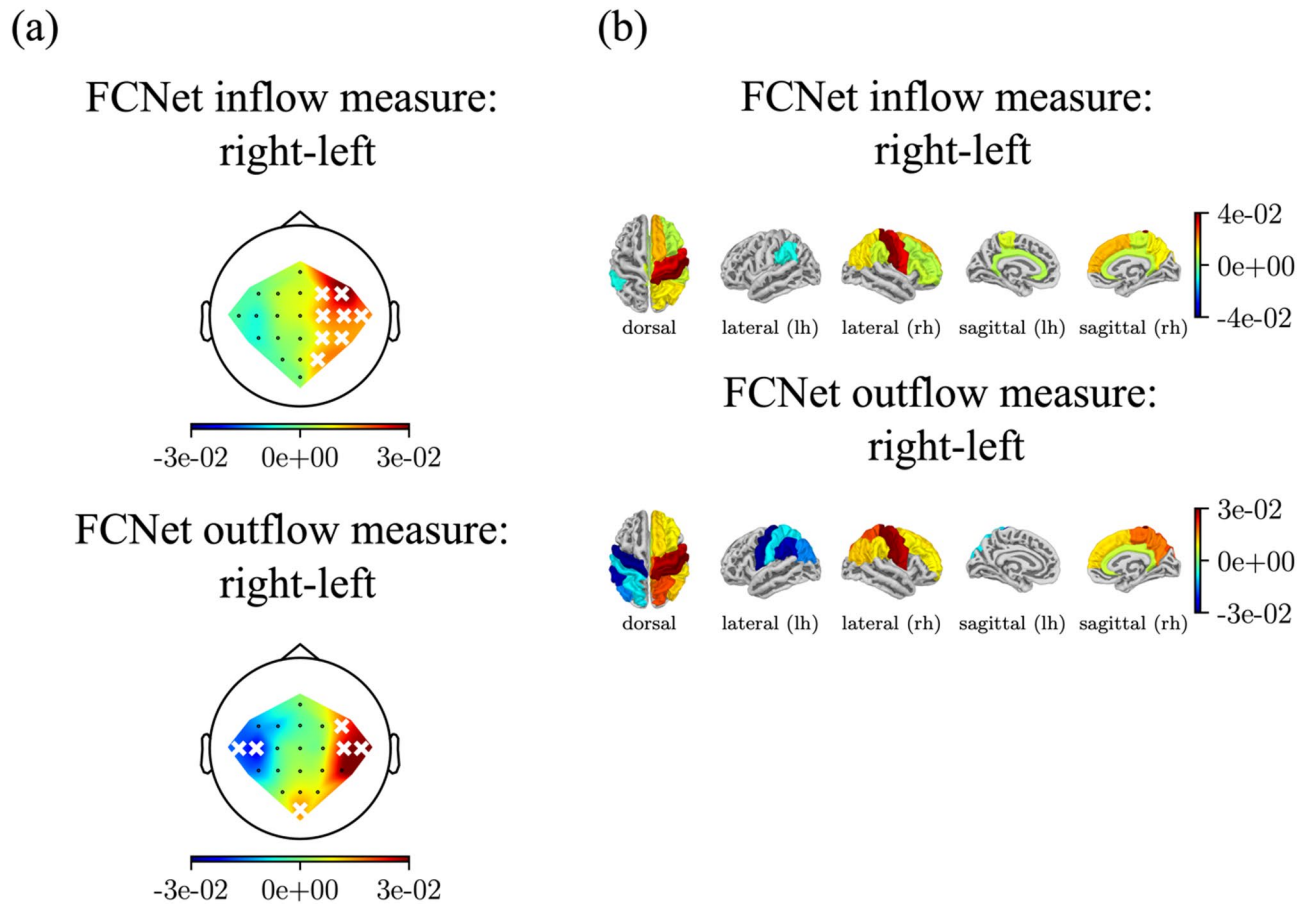 (a)
FCNet inflow measure:
right-left
-3e-02 0e+00 3e-02
FCNet outflow measure:
right-left
-3e-02 0e+00 3e-02
(b)
FCNet inflow measure:
right-left
4e-02
0e+00
-4e-02
dorsal lateral (lh) lateral (rh) sagittal (lh) sagittal (rh)
FCNet outflow measure:
right-left
3e-02
0e+00
-3e-02
dorsal lateral (lh) lateral (rh) sagittal (lh) sagittal (rh)